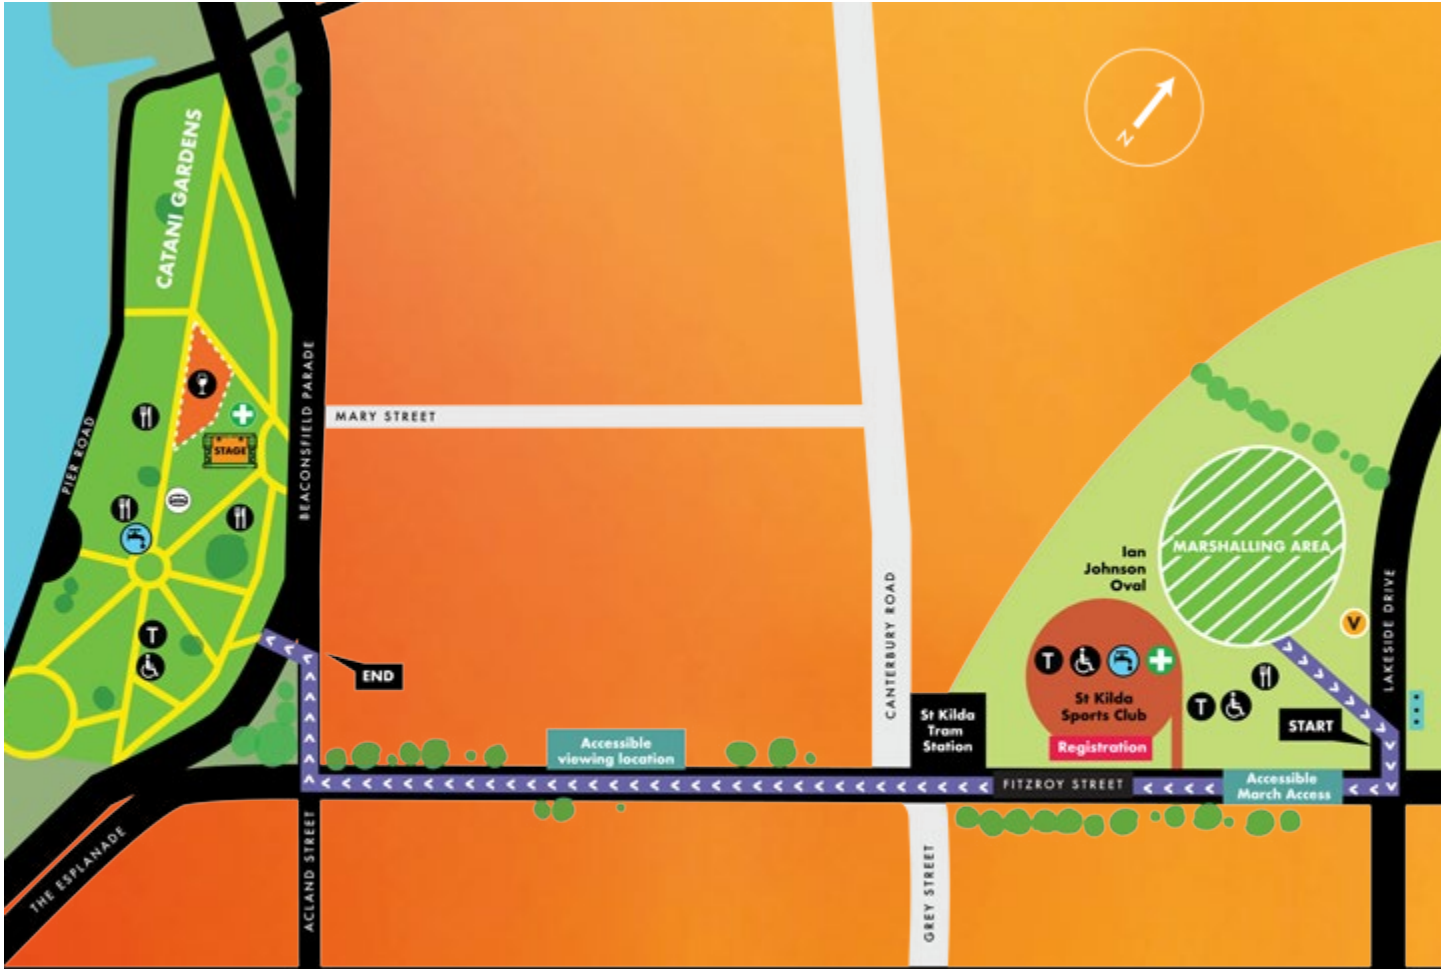 CATANI GARDENS
N
PIER ROAD
BEACONSFIELD PARADE
MARY STREET
STAGE
CANTERBURY ROAD
Ian
Johnson
Oval
MARSHALLING AREA
LAKESIDE DRIVE
V
T
T
St Kilda
Sports Club
Registration
T
START
END
St Kilda
Tram
Station
Accessible
viewing location
FITZROY STREET
Accessible
March Access
THE ESPLANADE
ACLAND STREET
GREY STREET